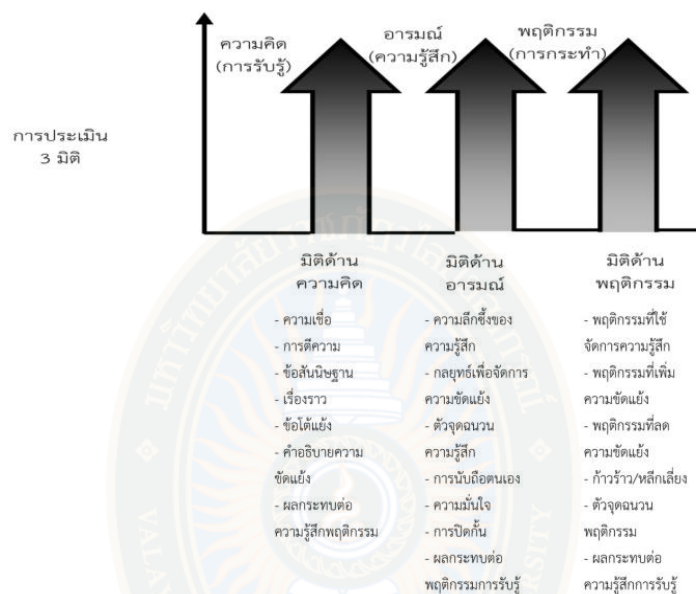 ความคิด
(การรับรู้)
อารมณ์
(ความรู้สึก)
พฤติกรรม
(การกระทำ)
การประเมิน
3 มิติ
มิติด้าน
ความคิด
- ความเชื่อ
- การตีความ
- ข้อสันนิษฐาน
- เรื่องราว
- ข้อโต้แย้ง
- คำอธิบายความ
ขัดแย้ง
- ผลกระทบต่อ
ความรู้สึกพฤติกรรม
มิติด้าน
อารมณ์
- ความลึกซึ้งของ
ความรู้สึก
- กลยุทธ์เพื่อจัดการ
ความขัดแย้ง
- ตัวจุดฉนวน
ความรู้สึก
- การนับถือตนเอง
- ความมั่นใจ
- การปิดกั้น
- ผลกระทบต่อ
พฤติกรรมการรับรู้
มิติด้าน
พฤติกรรม
- พฤติกรรมที่ใช้
จัดการความรู้สึก
- พฤติกรรมที่เพิ่ม
ความขัดแย้ง
- พฤติกรรมที่ลด
ความขัดแย้ง
- ก้าวร้าว/หลีกเลี่ยง
- ตัวจุดฉนวน
พฤติกรรม
- ผลกระทบต่อ
ความรู้สึกการรับรู้